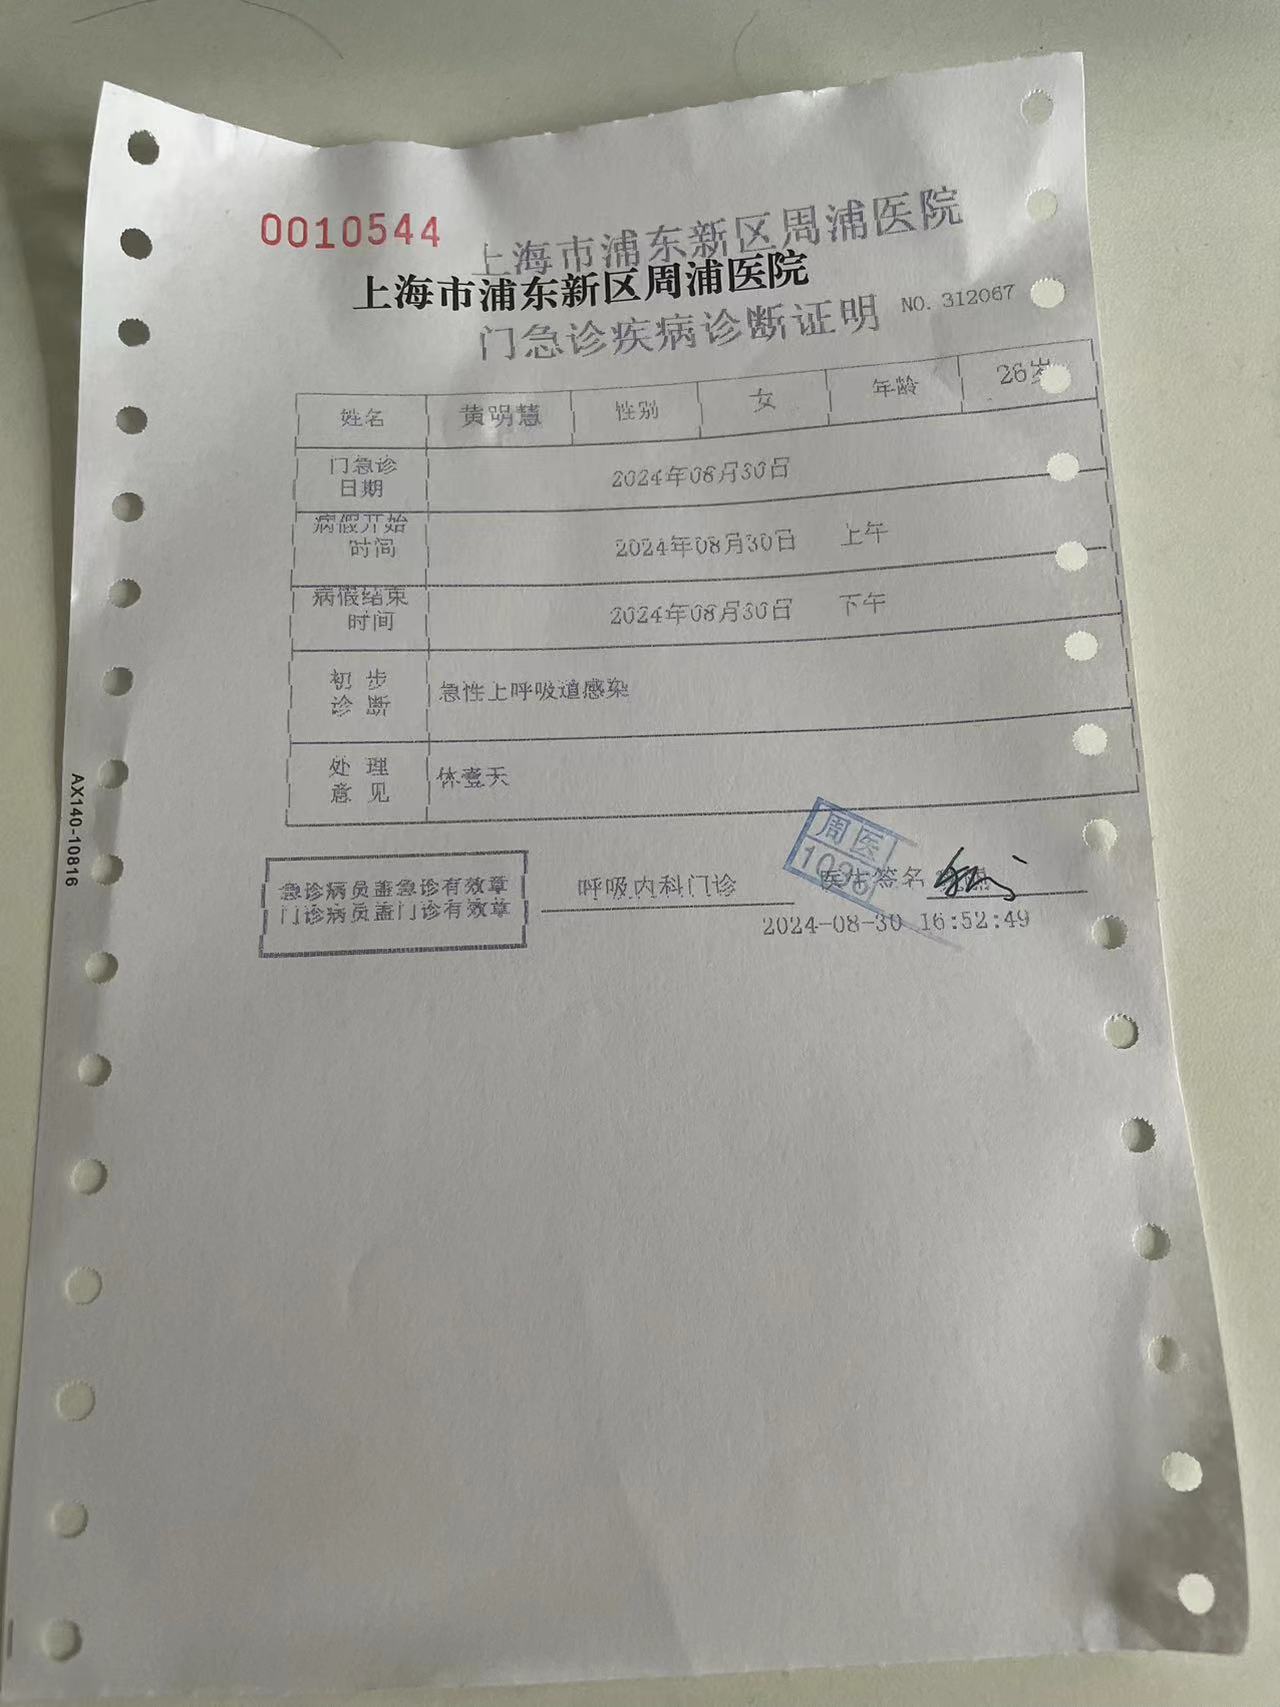 0010544
上海市浦东新区周浦医院
上海市浦东新区周浦医院
门急诊疾病诊断证明 NO. 312067
姓名 黄明慧 性别 女 年龄 26岁
门急诊
日期
2024年08月30日
病假开始
时间
2024年08月30日 上午
病假结束
时间
2024年08月30日 下午
初步
诊断
急性上呼吸道感染
处理
意见
休壹天
周医
1036
急诊病员盖急诊有效章
门诊病员盖门诊有效章
呼吸内科门诊 医生签名
2024-08-30 16:52:49
AX140-10816